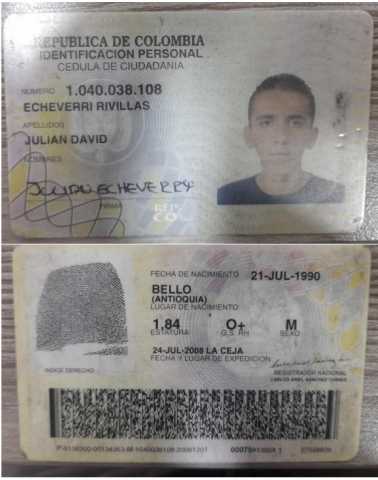 REPUBLICA DE COLOMBIA
IDENTIFICACION PERSONAL
CEDULA DE CIUDADANIA
NUMERO 1.040.038.108
ECHEVERRI RIVILLAS
APELLIDOS
JULIAN DAVID
NOMBRES
JULIAN ECHEVERRY
FIRMA
CO
FECHA DE NACIMIENTO 21-JUL-1990
BELLO
(ANTIOQUIA)
LUGAR DE NACIMIENTO
1.84 O+ M
ESTATURA G.S. RH SEXO
24-JUL-2008 LA CEJA
FECHA Y LUGAR DE EXPEDICION
INDICE DERECHO
REGISTRADOR NACIONAL
CARLOS ARIEL SANCHEZ TORRES